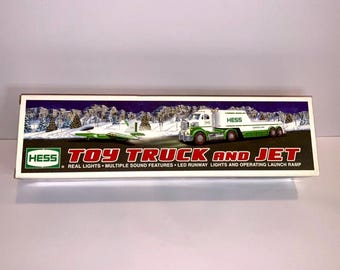 HESS
HESS
TOY TRUCK AND JET
REAL LIGHTS • MULTIPLE SOUND FEATURES • LED RUNWAY LIGHTS AND OPERATING LAUNCH RAMP